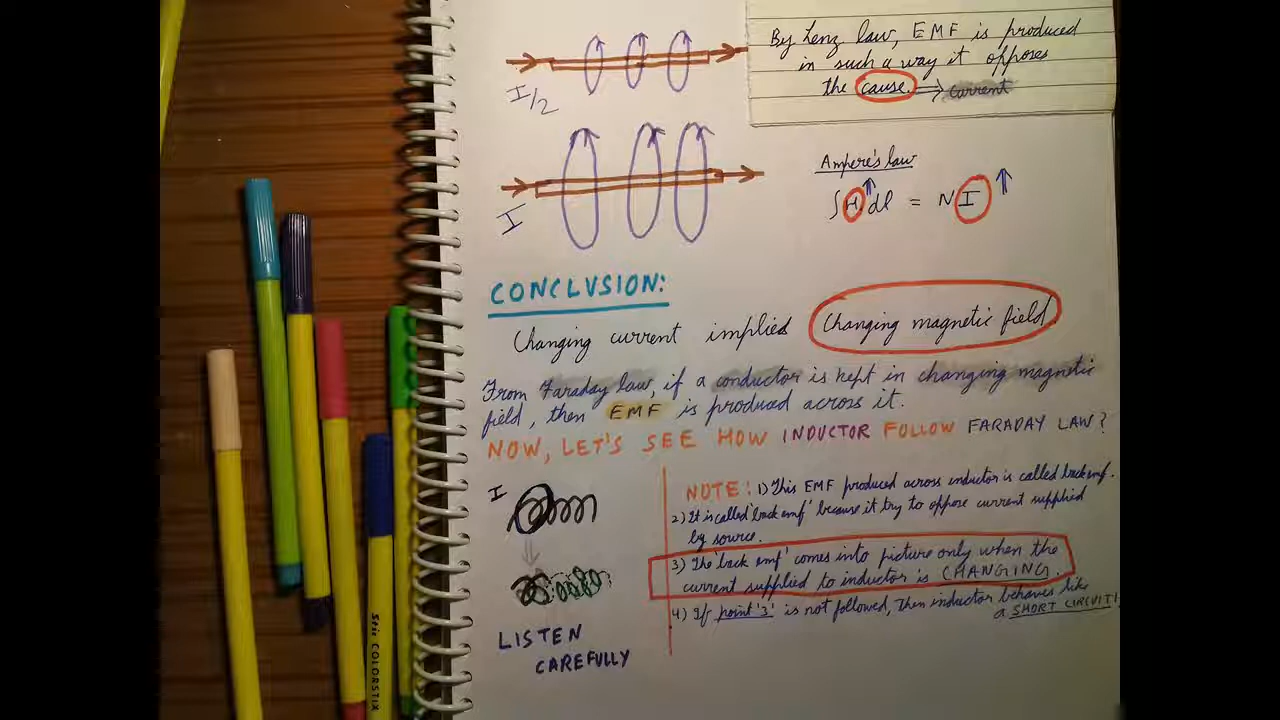 By Lenz law, EMF is produced
in such a way it opposes
the cause. ⇒ current
I/2
I
Ampere's law
∫H↑dl = NI↑
CONCLUSION:
Changing current implied Changing magnetic field.
From Faraday law, if a conductor is kept in changing magnetic
field, then EMF is produced across it.
NOW, LET'S SEE HOW INDUCTOR FOLLOW FARADAY LAW?
I
LISTEN
CAREFULLY
NOTE: 1) This EMF produced across inductor is called back emf.
2) It is called 'back emf' because it try to oppose current supplied
by source.
3) The 'back emf' comes into picture only when the
current supplied to inductor is CHANGING.
4) If point '3' is not followed, Then inductor behaves like
a SHORT CIRCUIT!
Stic COLORSTIX